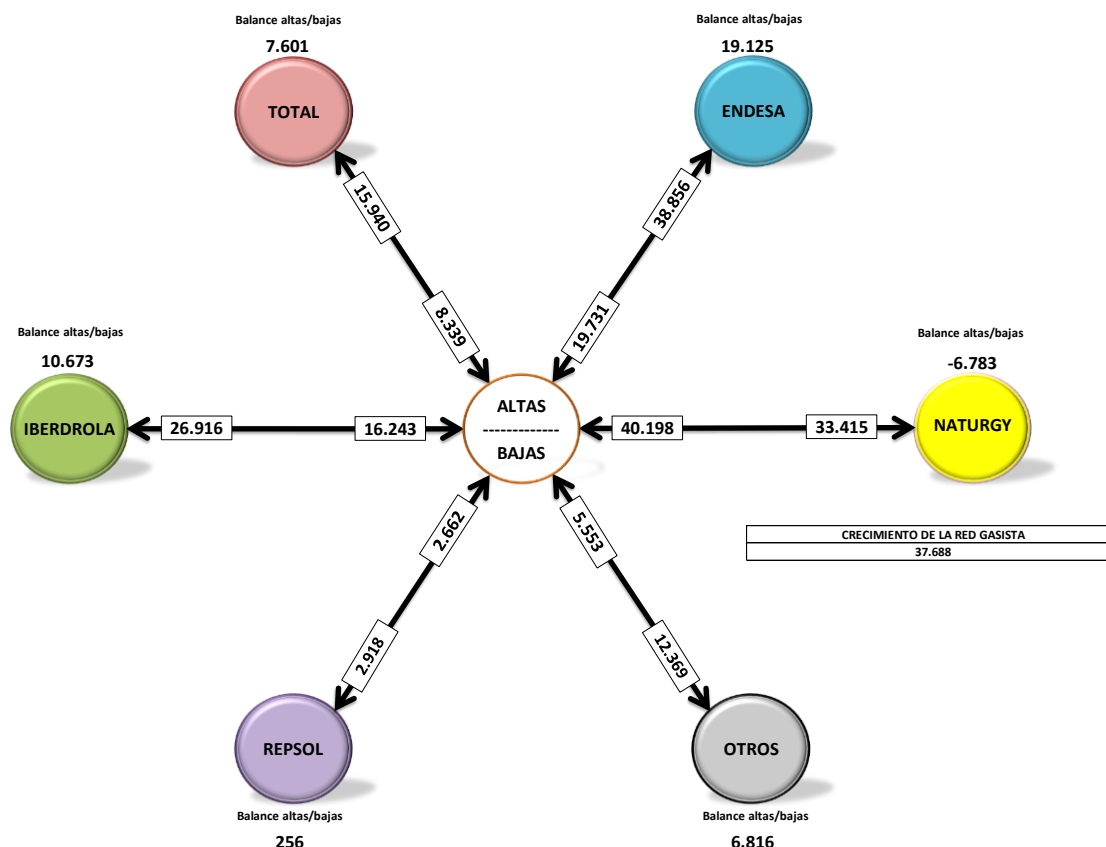 Balance altas/bajas
7.601
TOTAL
Balance altas/bajas
19.125
ENDESA
15.940
8.339
38.856
19.731
Balance altas/bajas
10.673
IBERDROLA
26.916
16.243
ALTAS
-------------
BAJAS
40.198
33.415
Balance altas/bajas
-6.783
NATURGY
CRECIMIENTO DE LA RED GASISTA
37.688
2.662
2.918
5.553
12.369
REPSOL
Balance altas/bajas
256
OTROS
Balance altas/bajas
6.816